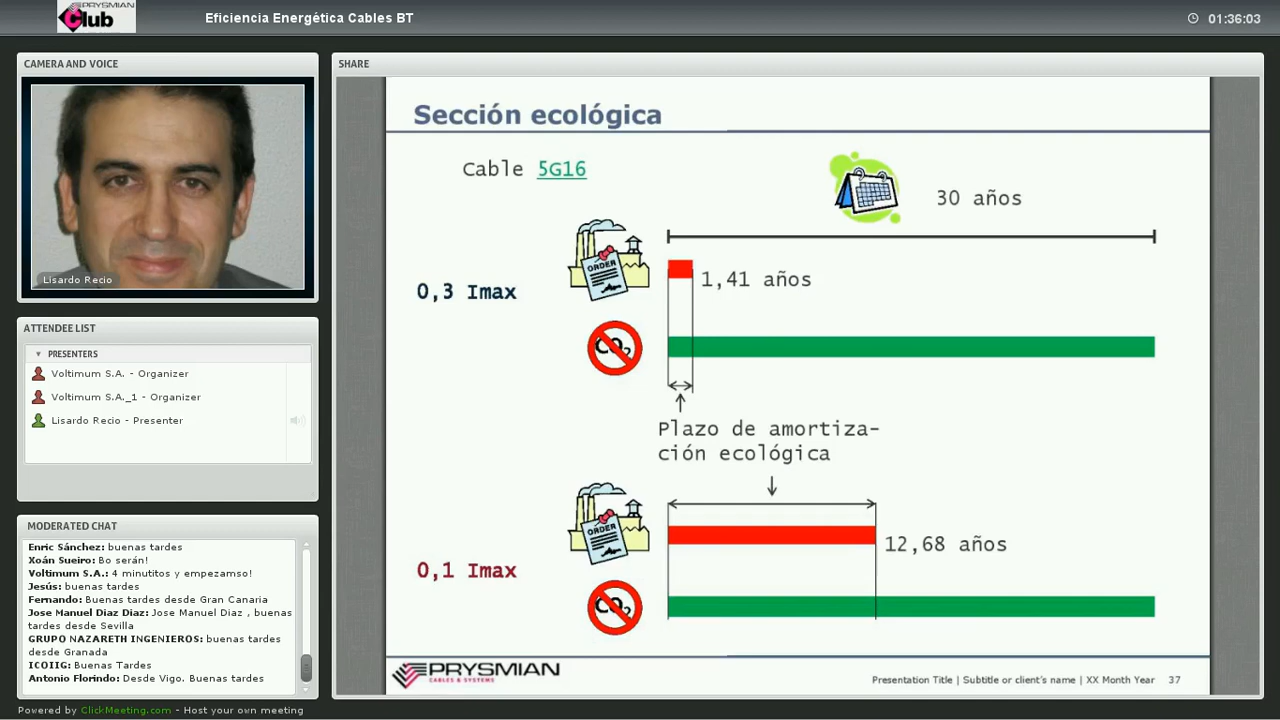 PRYSMIAN
Club
Eficiencia Energética Cables BT
01:36:03
CAMERA AND VOICE
Lisardo Recio
ATTENDEE LIST
PRESENTERS
Voltimum S.A. - Organizer
Voltimum S.A._1 - Organizer
Lisardo Recio - Presenter
MODERATED CHAT
Enric Sánchez: buenas tardes
Xoán Sueiro: Bo serán!
Voltimum S.A.: 4 minutitos y empezamso!
Jesús: buenas tardes
Fernando: Buenas tardes desde Gran Canaria
Jose Manuel Diaz Diaz: Jose Manuel Diaz , buenas
tardes desde Sevilla
GRUPO NAZARETH INGENIEROS: buenas tardes
desde Granada
ICOIIG: Buenas Tardes
Antonio Florindo: Desde Vigo. Buenas tardes
Powered by ClickMeeting.com - Host your own meeting
SHARE
Sección ecológica
Cable 5G16
30 años
ORDER
1,41 años
0,3 Imax
CO2
Plazo de amortiza-
ción ecológica
ORDER
12,68 años
0,1 Imax
CO2
PRYSMIAN
CABLES & SYSTEMS
Presentation Title | Subtitle or client's name | XX Month Year 37